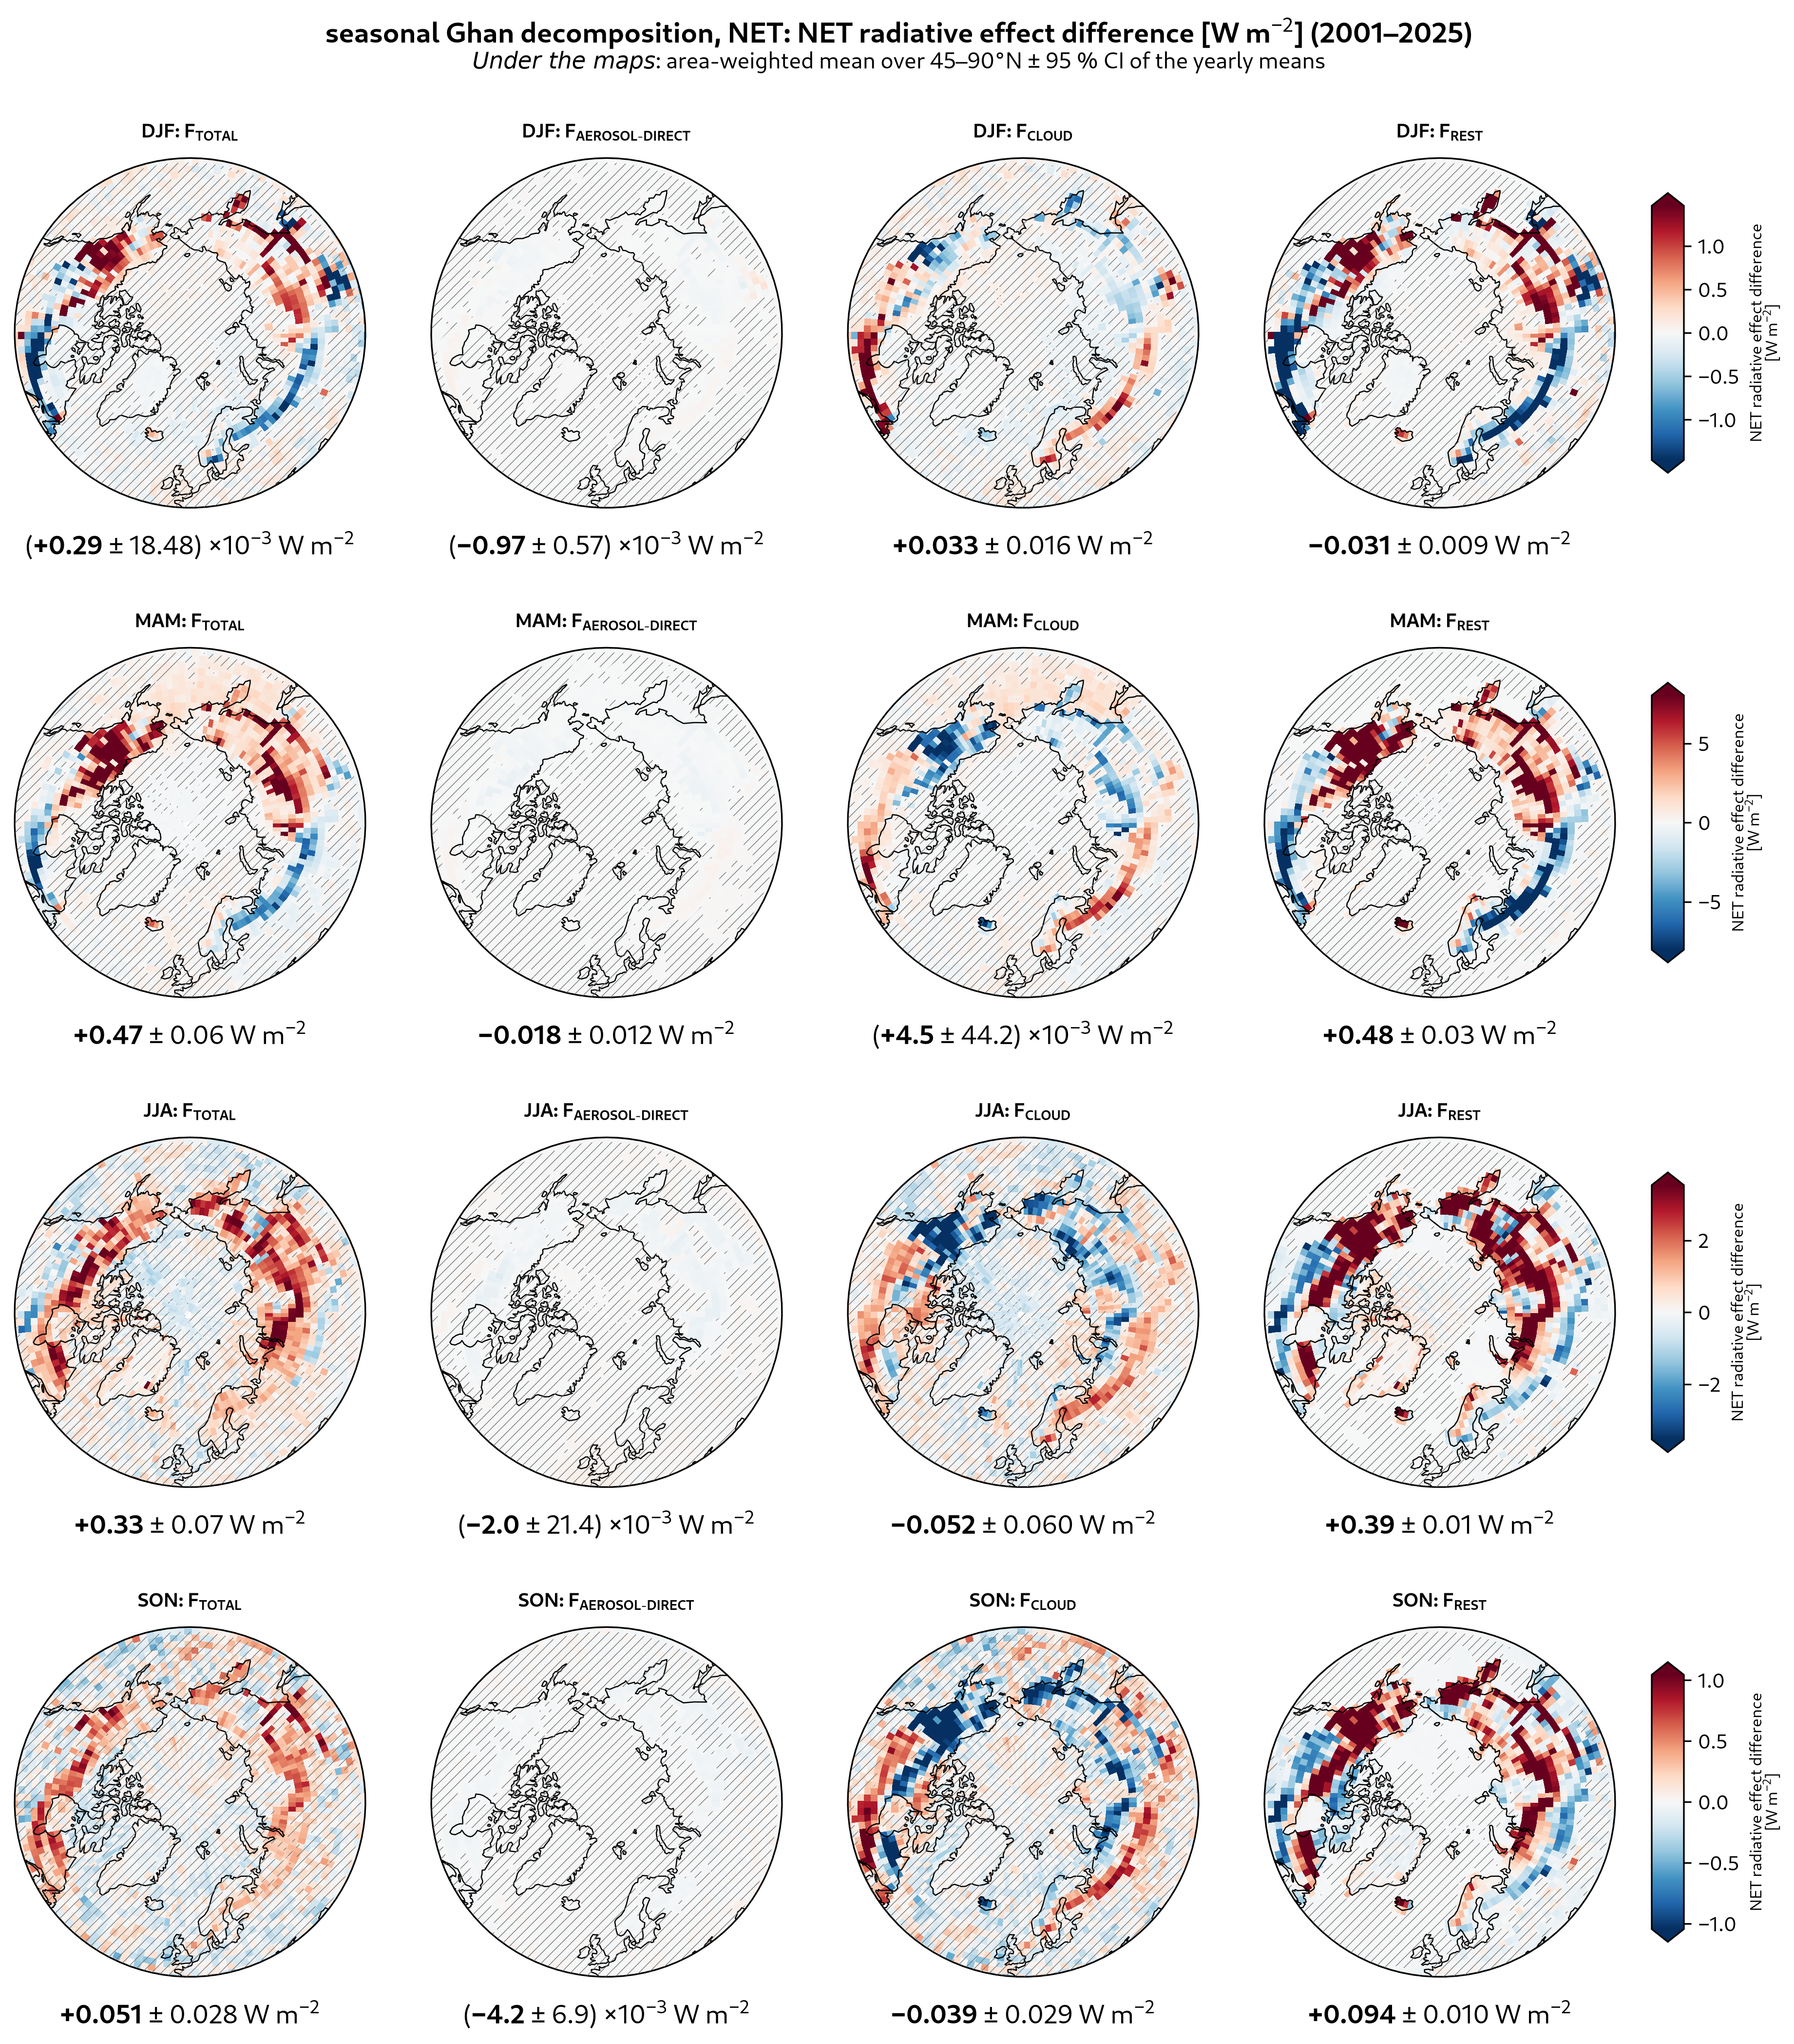 seasonal Ghan decomposition, NET: NET radiative effect difference [W m⁻²] (2001–2025)
Under the maps: area-weighted mean over 45–90°N ± 95 % CI of the yearly means
DJF: F_TOTAL
DJF: F_AEROSOL-DIRECT
DJF: F_CLOUD
DJF: F_REST
1.0
0.5
0.0
−0.5
−1.0
NET radiative effect difference
[W m⁻²]
(+0.29 ± 18.48) ×10⁻³ W m⁻²
(−0.97 ± 0.57) ×10⁻³ W m⁻²
+0.033 ± 0.016 W m⁻²
−0.031 ± 0.009 W m⁻²
MAM: F_TOTAL
MAM: F_AEROSOL-DIRECT
MAM: F_CLOUD
MAM: F_REST
5
0
−5
NET radiative effect difference
[W m⁻²]
+0.47 ± 0.06 W m⁻²
−0.018 ± 0.012 W m⁻²
(+4.5 ± 44.2) ×10⁻³ W m⁻²
+0.48 ± 0.03 W m⁻²
JJA: F_TOTAL
JJA: F_AEROSOL-DIRECT
JJA: F_CLOUD
JJA: F_REST
2
0
−2
NET radiative effect difference
[W m⁻²]
+0.33 ± 0.07 W m⁻²
(−2.0 ± 21.4) ×10⁻³ W m⁻²
−0.052 ± 0.060 W m⁻²
+0.39 ± 0.01 W m⁻²
SON: F_TOTAL
SON: F_AEROSOL-DIRECT
SON: F_CLOUD
SON: F_REST
1.0
0.5
0.0
−0.5
−1.0
NET radiative effect difference
[W m⁻²]
+0.051 ± 0.028 W m⁻²
(−4.2 ± 6.9) ×10⁻³ W m⁻²
−0.039 ± 0.029 W m⁻²
+0.094 ± 0.010 W m⁻²